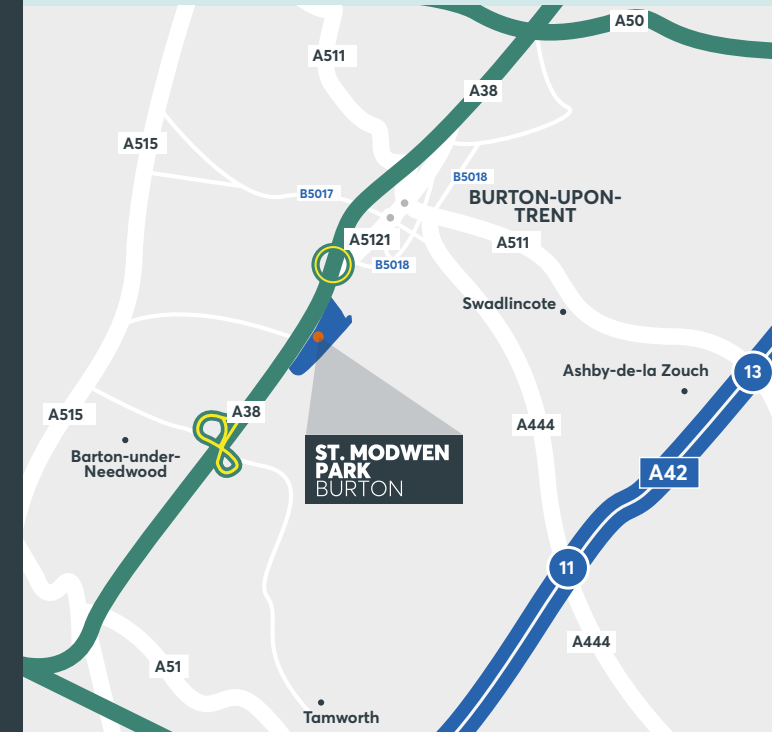 A50
A511
A38
A515
B5018
B5017
BURTON-UPON-
TRENT
A5121
A511
B5018
Swadlincote
Ashby-de-la Zouch
13
A515
A38
A444
Barton-under-
Needwood
ST. MODWEN
PARK
BURTON
A42
11
A444
A51
Tamworth